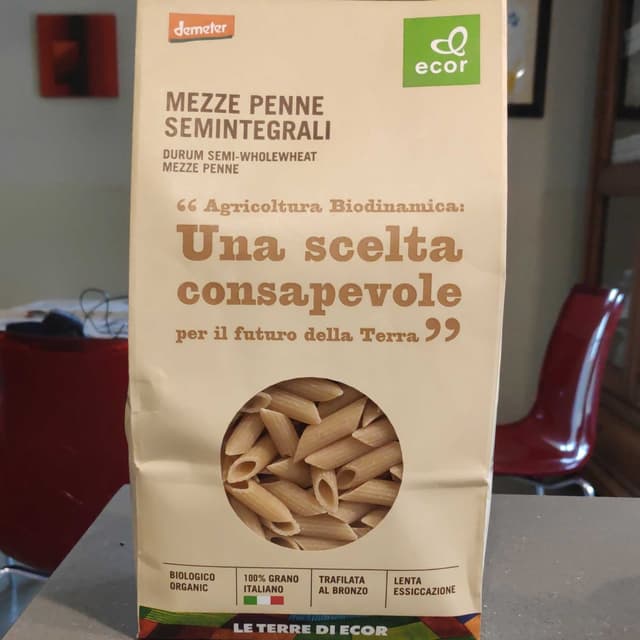 demeter
ecor
MEZZE PENNE
SEMINTEGRALI
DURUM SEMI-WHOLEWHEAT
MEZZE PENNE
“ Agricoltura Biodinamica:
Una scelta
consapevole
per il futuro della Terra ”
BIOLOGICO
ORGANIC
100% GRANO
ITALIANO
TRAFILATA
AL BRONZO
LENTA
ESSICCAZIONE
LE TERRE DI ECOR